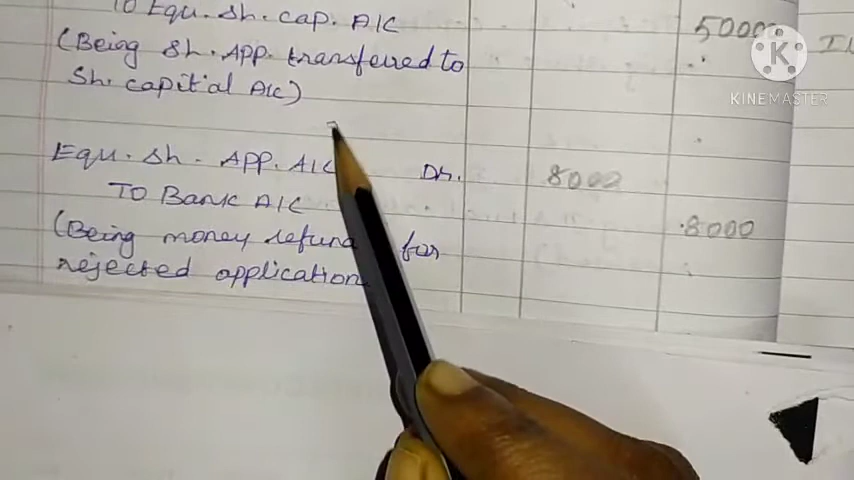 To Equ. Sh. cap. A/C 50000
(Being Sh. App. transferred to
Sh. capital A/C)
K
KINEMASTER
Equ. Sh. APP. A/C Dr. 8000
To Bank A/C 8000
(Being money refund for
rejected application